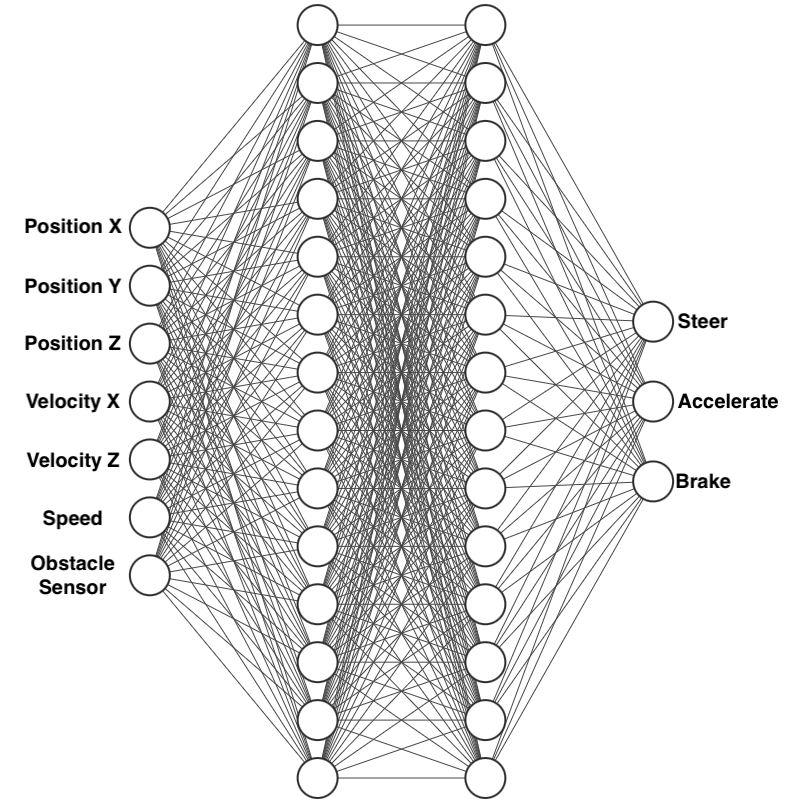 Position X
Position Y
Position Z
Velocity X
Velocity Z
Speed
Obstacle
Sensor
Steer
Accelerate
Brake